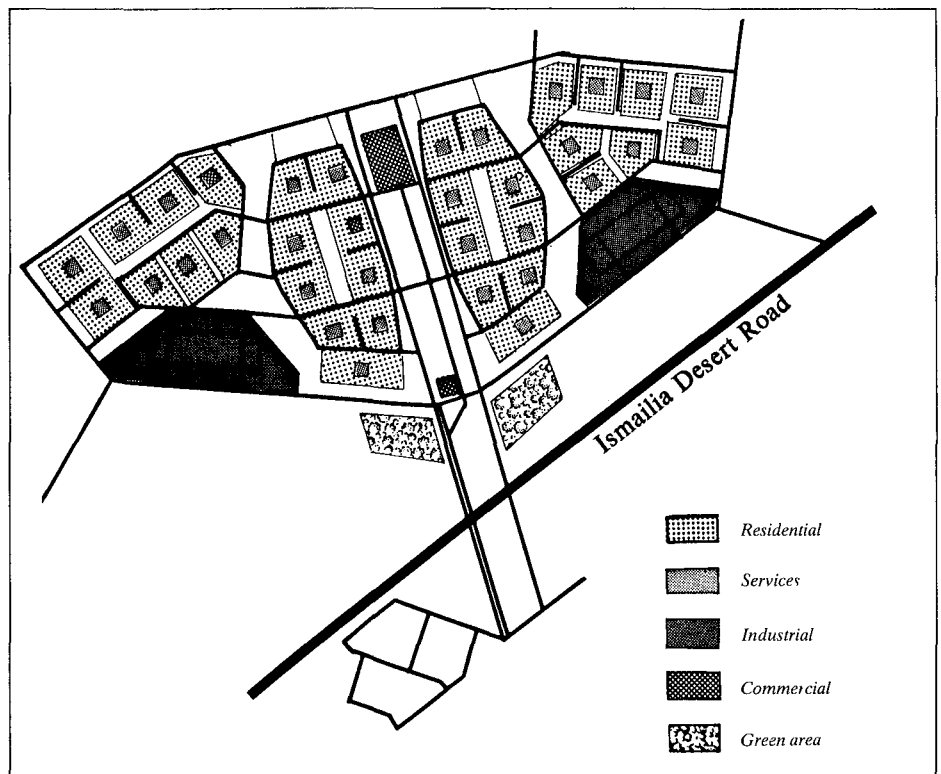 Ismailia Desert Road
Residential
Services
Industrial
Commercial
Green area